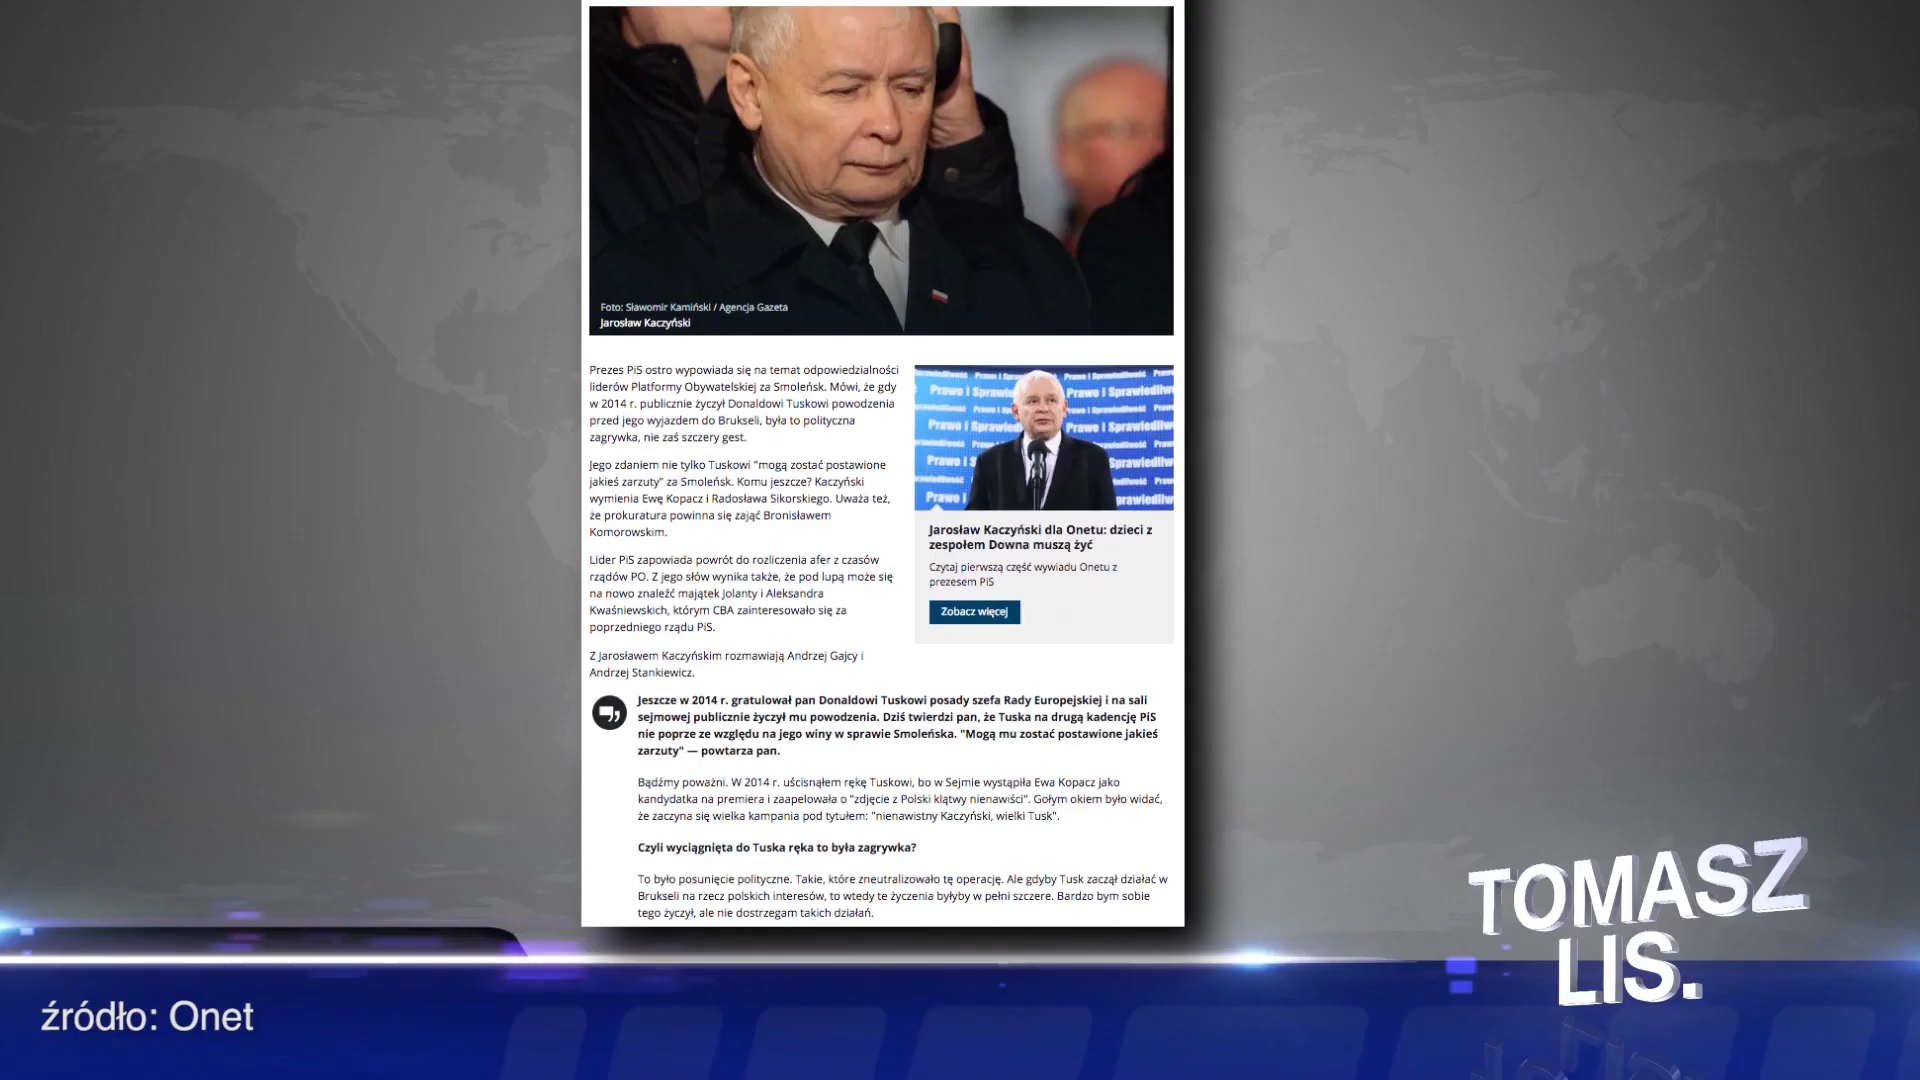 Foto: Sławomir Kamiński / Agencja Gazeta
Jarosław Kaczyński
Prezes PiS ostro wypowiada się na temat odpowiedzialności
liderów Platformy Obywatelskiej za Smoleńsk. Mówi, że gdy
w 2014 r. publicznie życzył Donaldowi Tuskowi powodzenia
przed jego wyjazdem do Brukseli, była to polityczna
zagrywka, nie zaś szczery gest.
Jego zdaniem nie tylko Tuskowi "mogą zostać postawione
jakieś zarzuty" za Smoleńsk. Komu jeszcze? Kaczyński
wymienia Ewę Kopacz i Radosława Sikorskiego. Uważa też,
że prokuratura powinna się zająć Bronisławem
Komorowskim.
Lider PiS zapowiada powrót do rozliczenia afer z czasów
rządów PO. Z jego słów wynika także, że pod lupą może się
na nowo znaleźć majątek Jolanty i Aleksandra
Kwaśniewskich, którym CBA zainteresowało się za
poprzedniego rządu PiS.
Z Jarosławem Kaczyńskim rozmawiają Andrzej Gajcy i
Andrzej Stankiewicz.
Prawo i Sprawiedliwość
Jarosław Kaczyński dla Onetu: dzieci z
zespołem Downa muszą żyć
Czytaj pierwszą część wywiadu Onetu z
prezesem PiS
Zobacz więcej
Jeszcze w 2014 r. gratulował pan Donaldowi Tuskowi posady szefa Rady Europejskiej i na sali
sejmowej publicznie życzył mu powodzenia. Dziś twierdzi pan, że Tuska na drugą kadencję PiS
nie poprze ze względu na jego winy w sprawie Smoleńska. "Mogą mu zostać postawione jakieś
zarzuty" — powtarza pan.
Bądźmy poważni. W 2014 r. uścisnąłem rękę Tuskowi, bo w Sejmie wystąpiła Ewa Kopacz jako
kandydatka na premiera i zaapelowała o "zdjęcie z Polski klątwy nienawiści". Gołym okiem było widać,
że zaczyna się wielka kampania pod tytułem: "nienawistny Kaczyński, wielki Tusk".
Czyli wyciągnięta do Tuska ręka to była zagrywka?
To było posunięcie polityczne. Takie, które zneutralizowało tę operację. Ale gdyby Tusk zaczął działać w
Brukseli na rzecz polskich interesów, to wtedy te życzenia byłyby w pełni szczere. Bardzo bym sobie
tego życzył, ale nie dostrzegam takich działań.
TOMASZ
LIS.
źródło: Onet